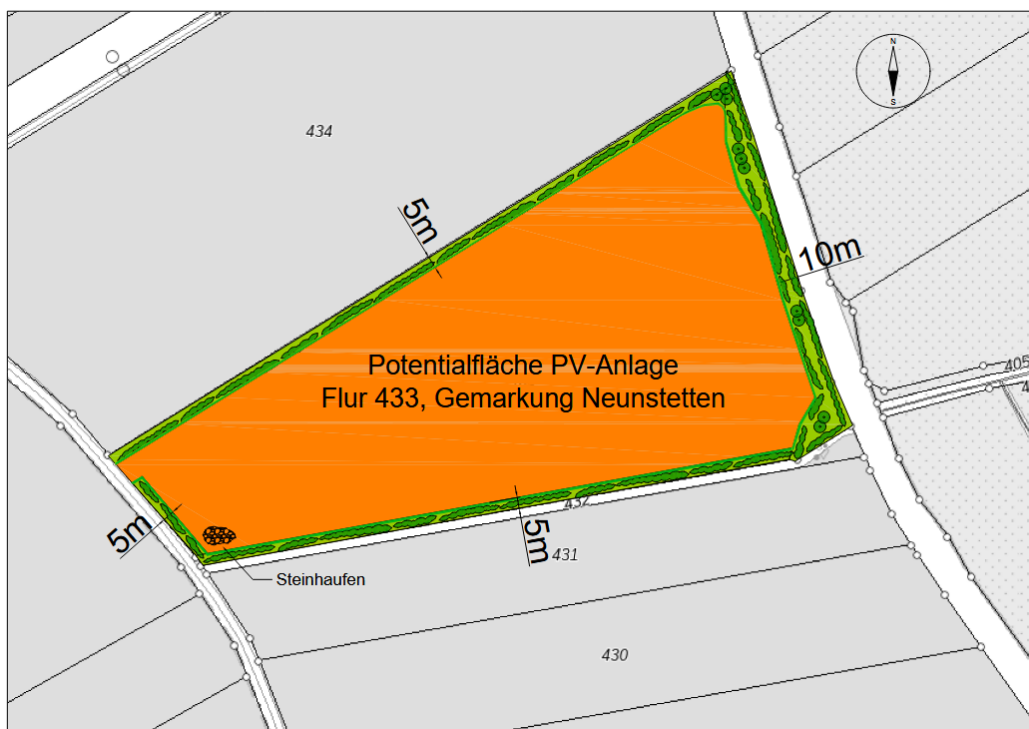 N
S
434
5m
10m
405
Potentialfläche PV-Anlage
Flur 433, Gemarkung Neunstetten
432
5m
5m
431
Steinhaufen
430